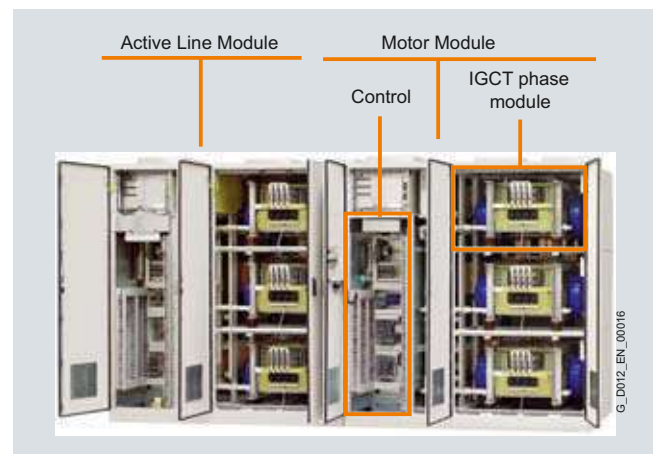 Active Line Module
Motor Module
Control
IGCT phase
module
G_D012_EN_00016